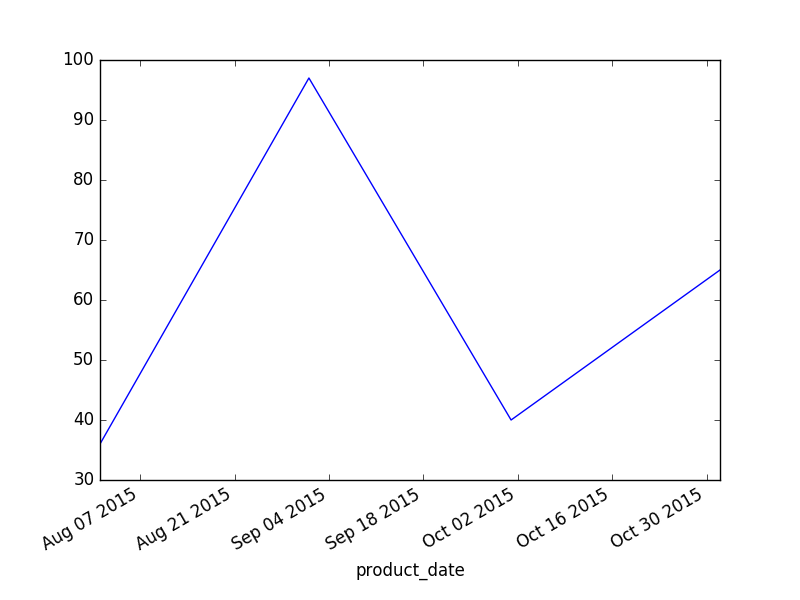 100
90
80
70
60
50
40
30
Aug 07 2015
Aug 21 2015
Sep 04 2015
Sep 18 2015
Oct 02 2015
Oct 16 2015
Oct 30 2015
product_date